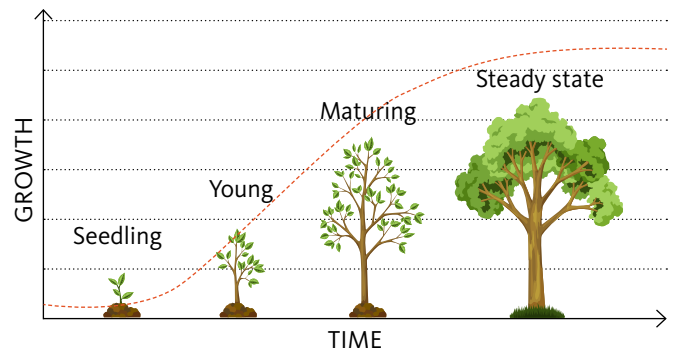 Steady state
Maturing
Young
Seedling
GROWTH
TIME